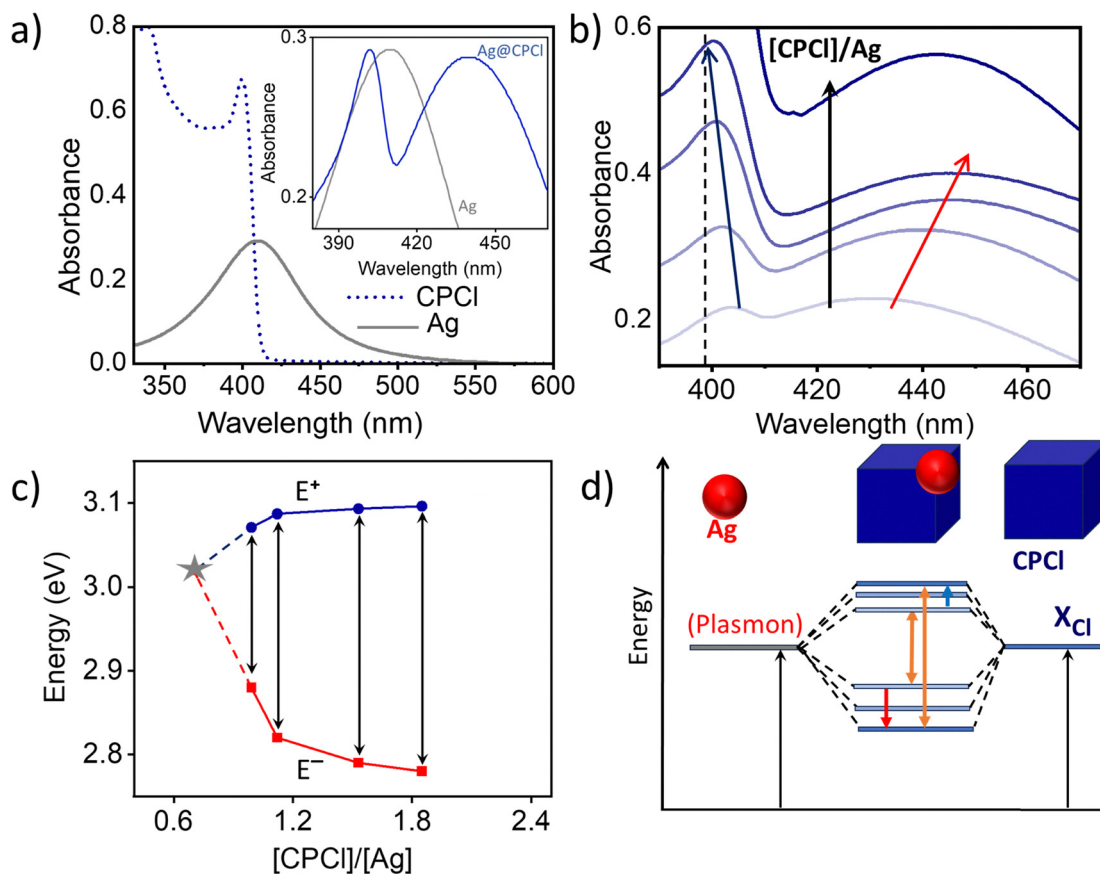 a)
0.8
0.6
0.4
0.2
0.0
Absorbance
350 400 450 500 550 600
Wavelength (nm)
CPCl
Ag
0.3
0.2
Absorbance
Ag@CPCl
Ag
390 420 450
Wavelength (nm)
b)
0.6
0.4
0.2
Absorbance
[CPCl]/Ag
400 420 440 460
Wavelength (nm)
c)
3.1
3.0
2.9
2.8
Energy (eV)
E⁺
E⁻
0.6 1.2 1.8 2.4
[CPCl]/[Ag]
d)
Energy
Ag
CPCl
(Plasmon)
X_Cl